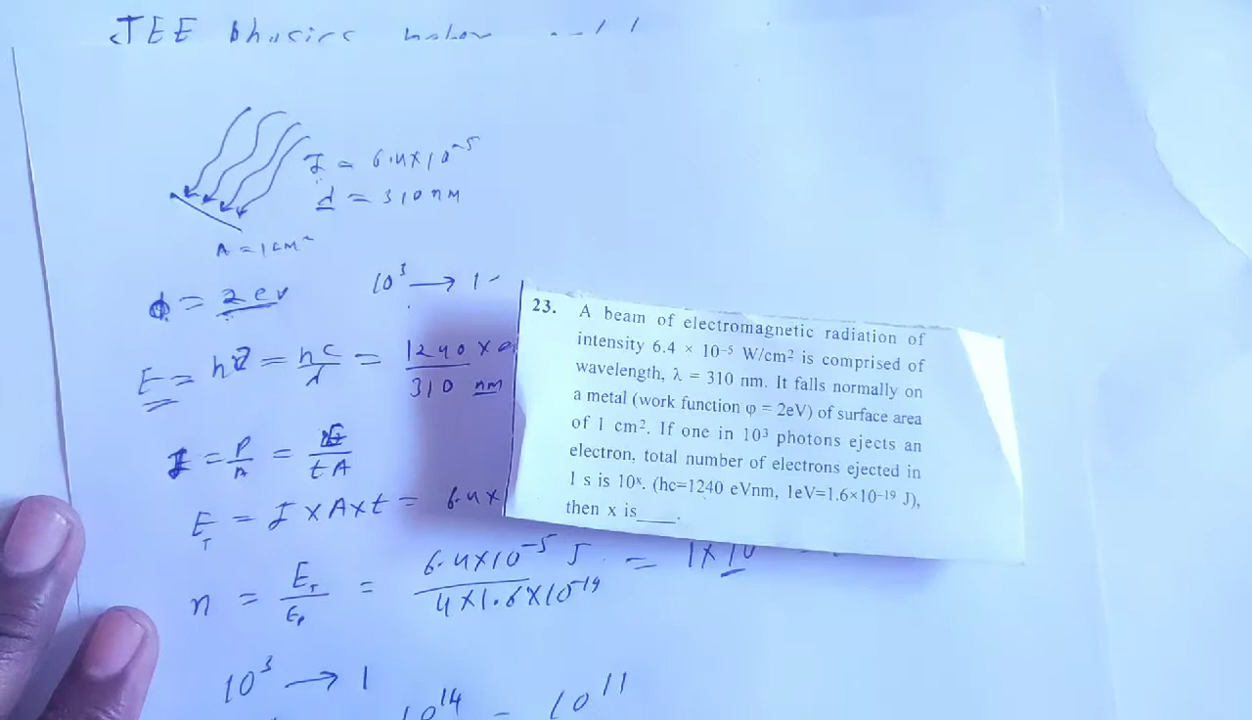 JEE
I = 6.4×10⁻⁵
λ = 310 nm
A = 1 cm²
ϕ = 2 ev
10³ → 1
E = hν = hc/λ = 1240 ×
310 nm
I = P/A = E/tA
E_T = I × A × t = 6.4 ×
n = E_T/E_P = 6.4×10⁻⁵ J / 4×1.6×10⁻¹⁹ = 1×10
10³ → 1
10¹⁴ = 10¹¹
23. A beam of electromagnetic radiation of
intensity 6.4 × 10⁻⁵ W/cm² is comprised of
wavelength, λ = 310 nm. It falls normally on
a metal (work function φ = 2eV) of surface area
of 1 cm². If one in 10³ photons ejects an
electron, total number of electrons ejected in
1 s is 10ˣ. (hc=1240 eVnm, 1eV=1.6×10⁻¹⁹ J),
then x is____.